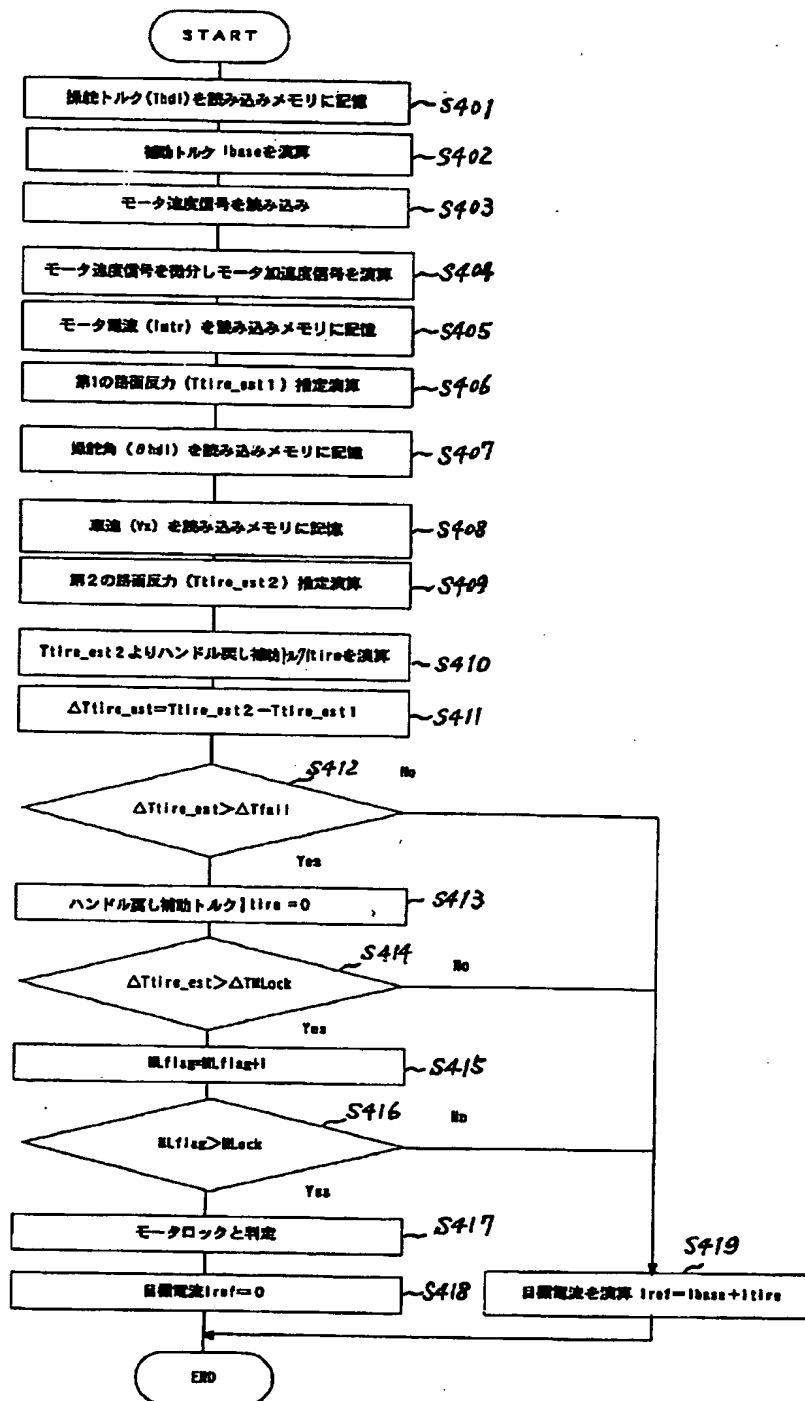 START
操舵トルク(Thdl)を読み込みメモリに記憶
S401
補助トルク Ibaseを演算
S402
モータ速度信号を読み込み
S403
モータ速度信号を微分しモータ加速度信号を演算
S404
モータ電流(Imtr)を読み込みメモリに記憶
S405
第1の路面反力(Ttire_est1)推定演算
S406
操舵角(θhdl)を読み込みメモリに記憶
S407
車速(Vx)を読み込みメモリに記憶
S408
第2の路面反力(Ttire_est2)推定演算
S409
Ttire_est2よりハンドル戻し補助トルクItireを演算
S410
△Ttire_est=Ttire_est2-Ttire_est1
S411
S412
No
△Ttire_est>△Tfail
Yes
ハンドル戻し補助トルクItire=0
S413
S414
No
△Ttire_est>△TMLock
Yes
MLflag=MLflag+1
S415
S416
No
MLflag>MLock
Yes
モータロックと判定
S417
S419
目標電流Iref=0
S418
目標電流を演算 Iref=Ibase+Itire
END